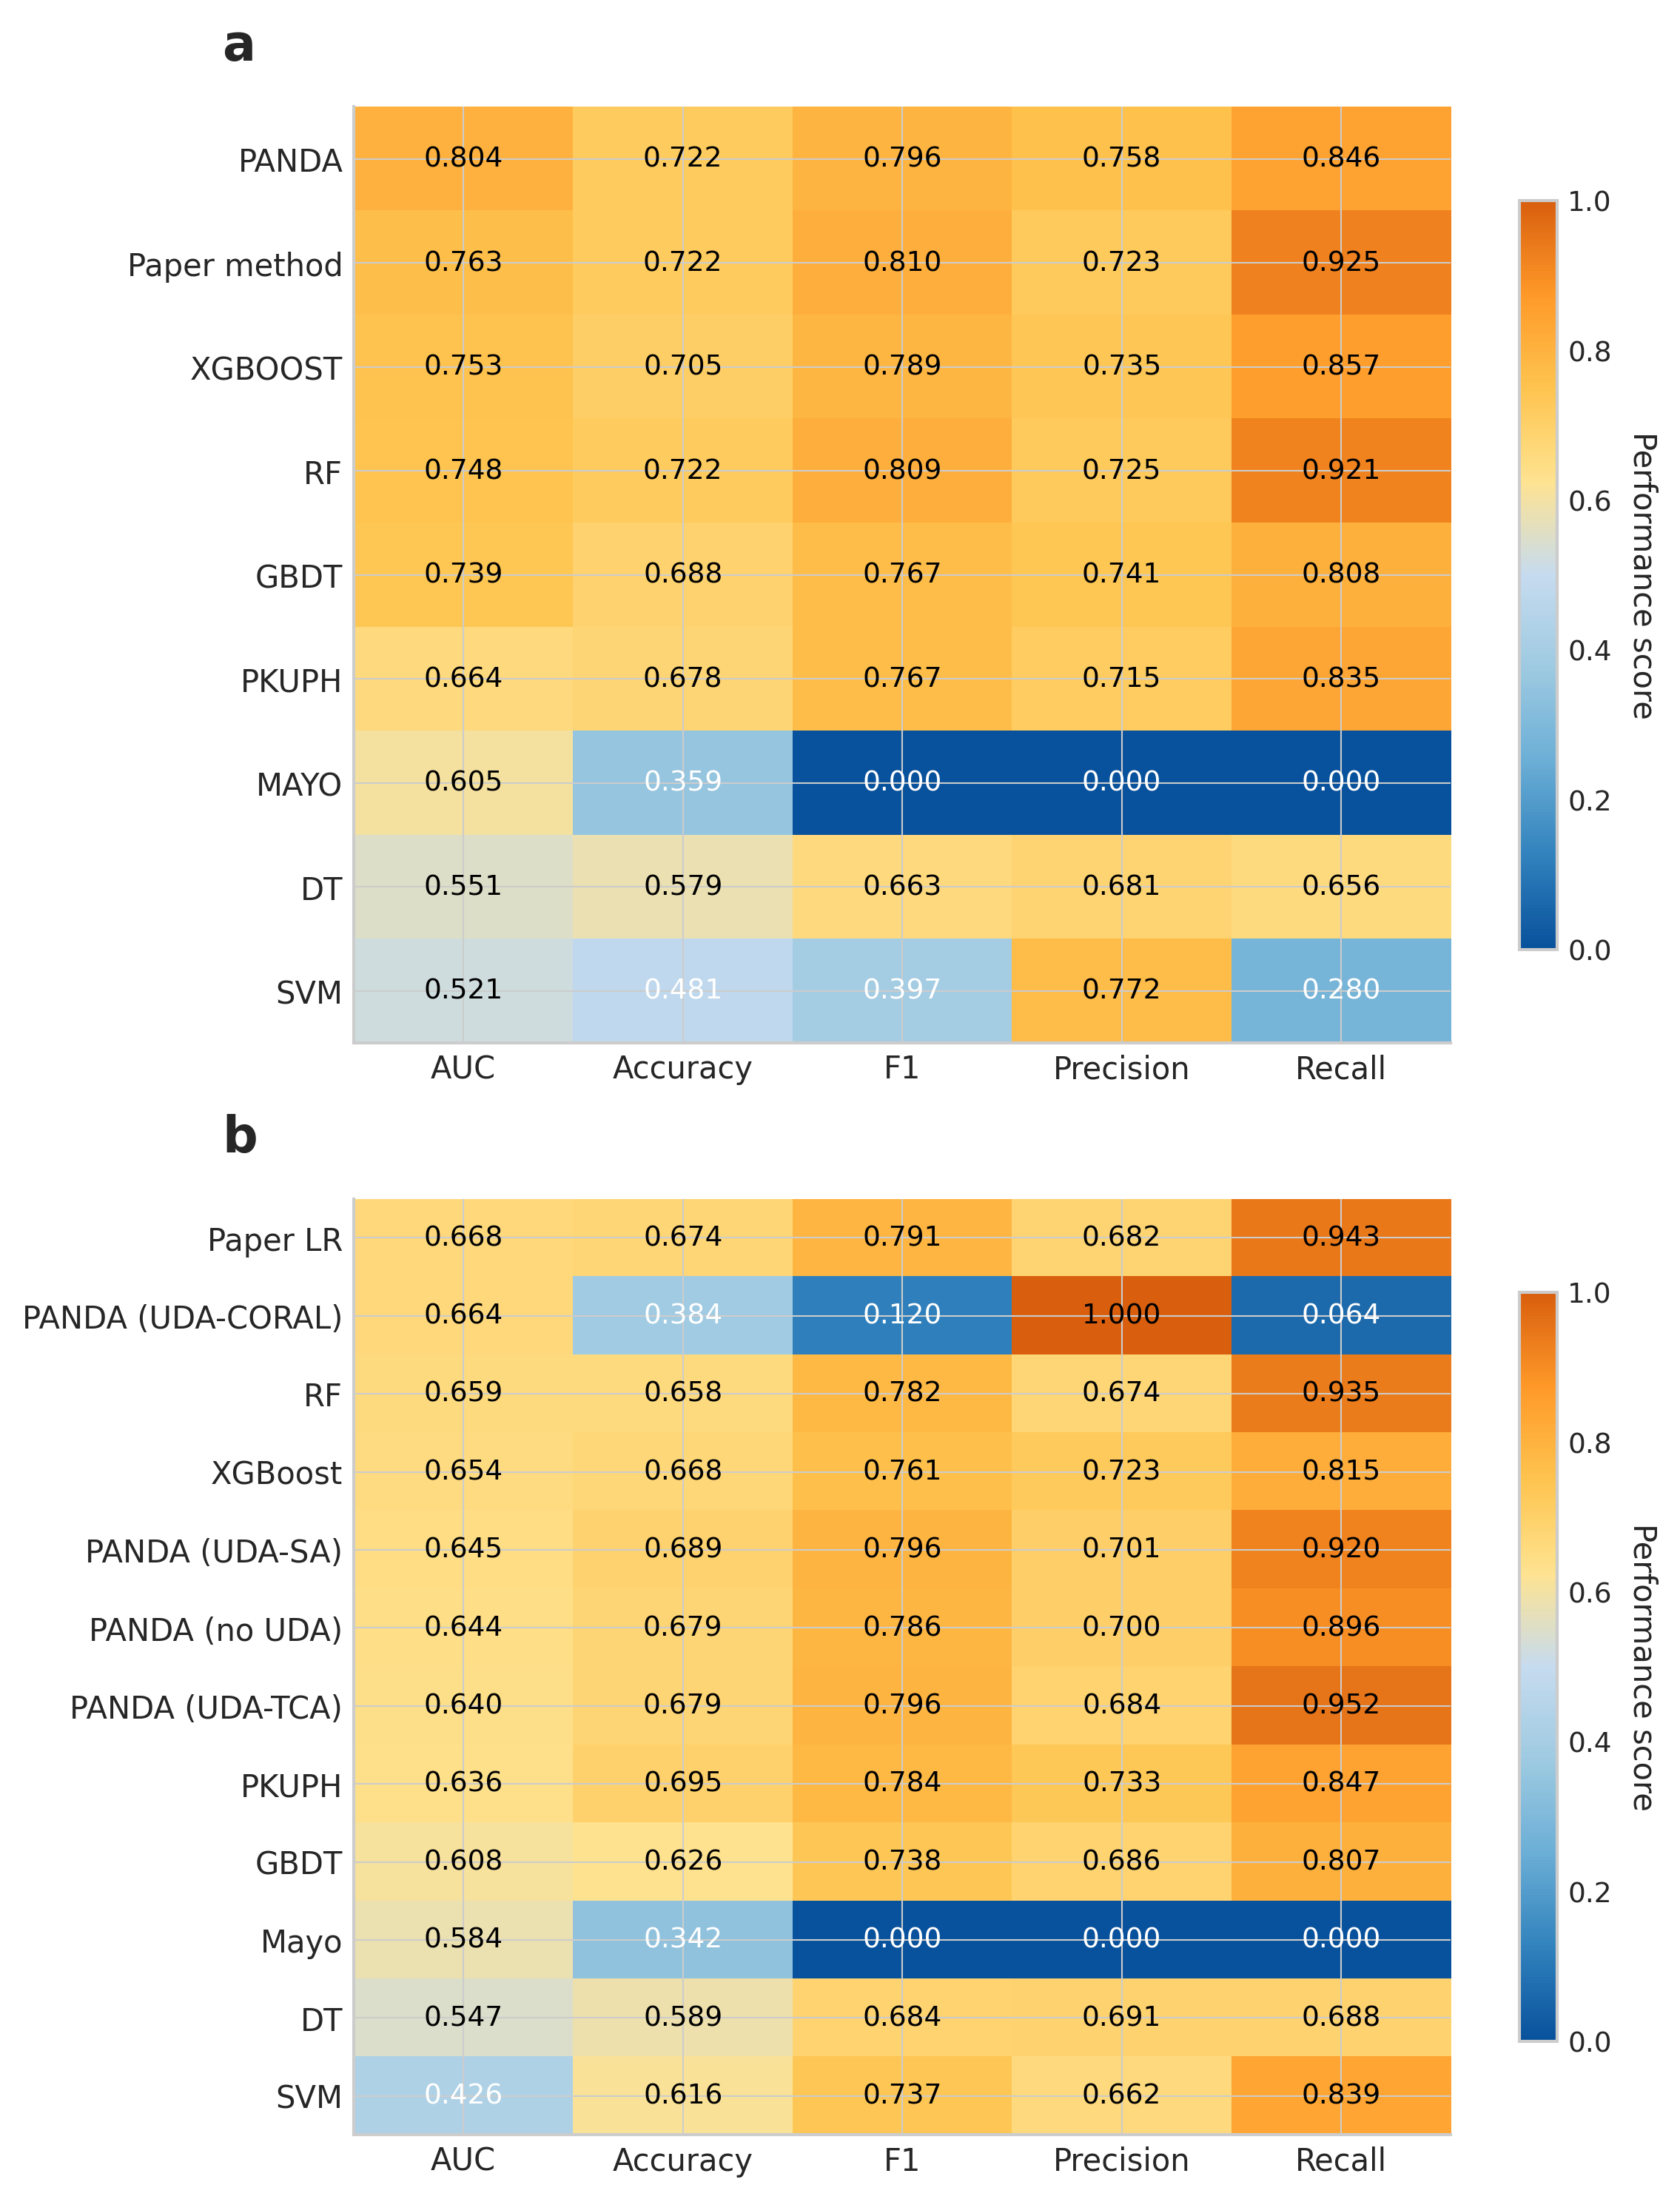 a
PANDA 0.804 0.722 0.796 0.758 0.846
Paper method 0.763 0.722 0.810 0.723 0.925
XGBOOST 0.753 0.705 0.789 0.735 0.857
RF 0.748 0.722 0.809 0.725 0.921
GBDT 0.739 0.688 0.767 0.741 0.808
PKUPH 0.664 0.678 0.767 0.715 0.835
MAYO 0.605 0.359 0.000 0.000 0.000
DT 0.551 0.579 0.663 0.681 0.656
SVM 0.521 0.481 0.397 0.772 0.280
AUC Accuracy F1 Precision Recall
1.0
0.8
0.6
0.4
0.2
0.0
Performance score
b
Paper LR 0.668 0.674 0.791 0.682 0.943
PANDA (UDA-CORAL) 0.664 0.384 0.120 1.000 0.064
RF 0.659 0.658 0.782 0.674 0.935
XGBoost 0.654 0.668 0.761 0.723 0.815
PANDA (UDA-SA) 0.645 0.689 0.796 0.701 0.920
PANDA (no UDA) 0.644 0.679 0.786 0.700 0.896
PANDA (UDA-TCA) 0.640 0.679 0.796 0.684 0.952
PKUPH 0.636 0.695 0.784 0.733 0.847
GBDT 0.608 0.626 0.738 0.686 0.807
Mayo 0.584 0.342 0.000 0.000 0.000
DT 0.547 0.589 0.684 0.691 0.688
SVM 0.426 0.616 0.737 0.662 0.839
AUC Accuracy F1 Precision Recall
1.0
0.8
0.6
0.4
0.2
0.0
Performance score